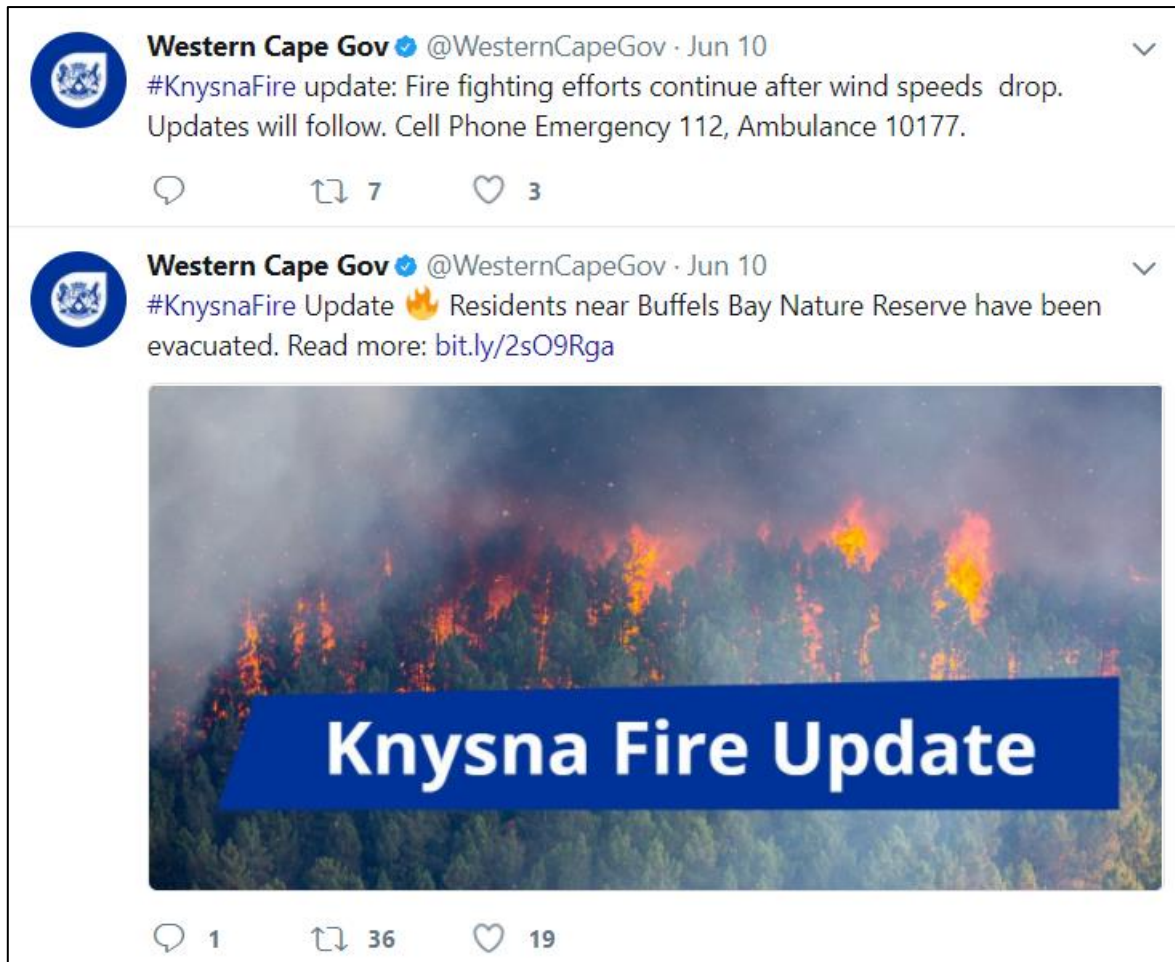 Western Cape Gov @WesternCapeGov · Jun 10
#KnysnaFire update: Fire fighting efforts continue after wind speeds  drop.
Updates will follow. Cell Phone Emergency 112, Ambulance 10177.
7 3
Western Cape Gov @WesternCapeGov · Jun 10
#KnysnaFire Update 🔥 Residents near Buffels Bay Nature Reserve have been
evacuated. Read more: bit.ly/2sO9Rga
Knysna Fire Update
1 36 19